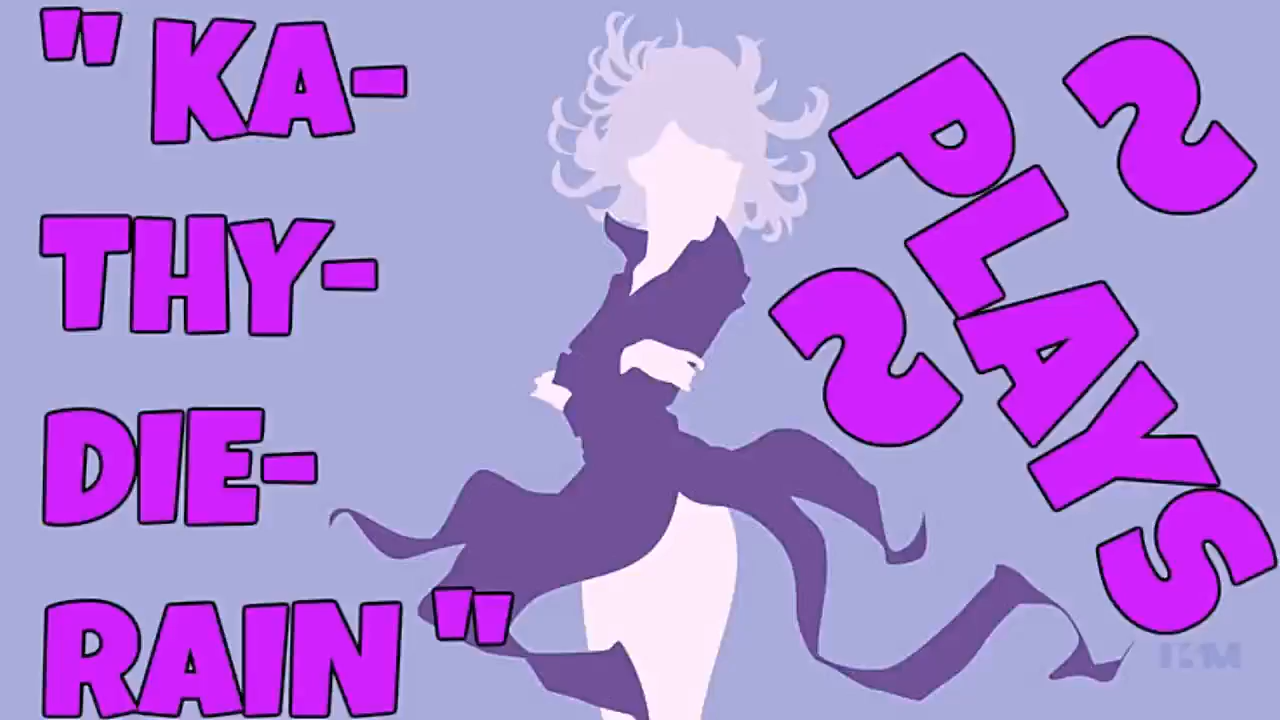 " KA-
THY-
DIE-
RAIN "
~ PLAYS ~